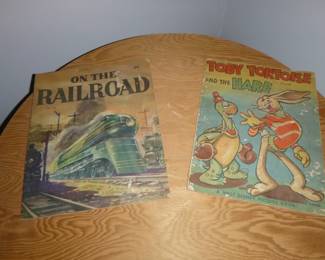 ON THE
RAILROAD
TOBY TORTOISE
AND THE HARE